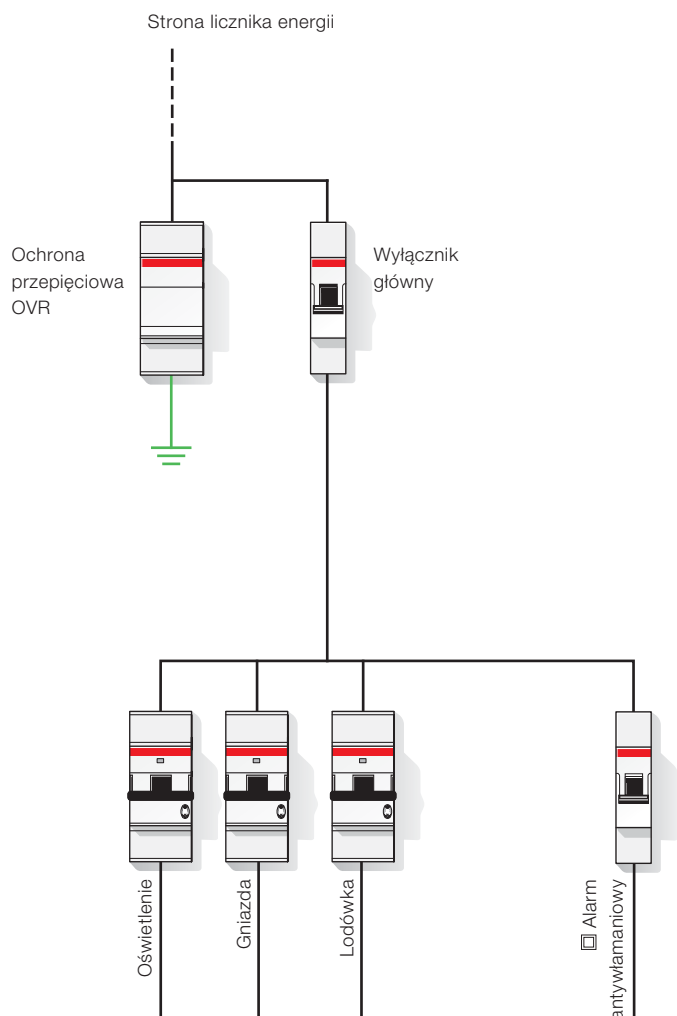 Strona licznika energii
Ochrona
przepięciowa
OVR
Wyłącznik
główny
Oświetlenie
Gniazda
Lodówka
Alarm
antywłamaniowy